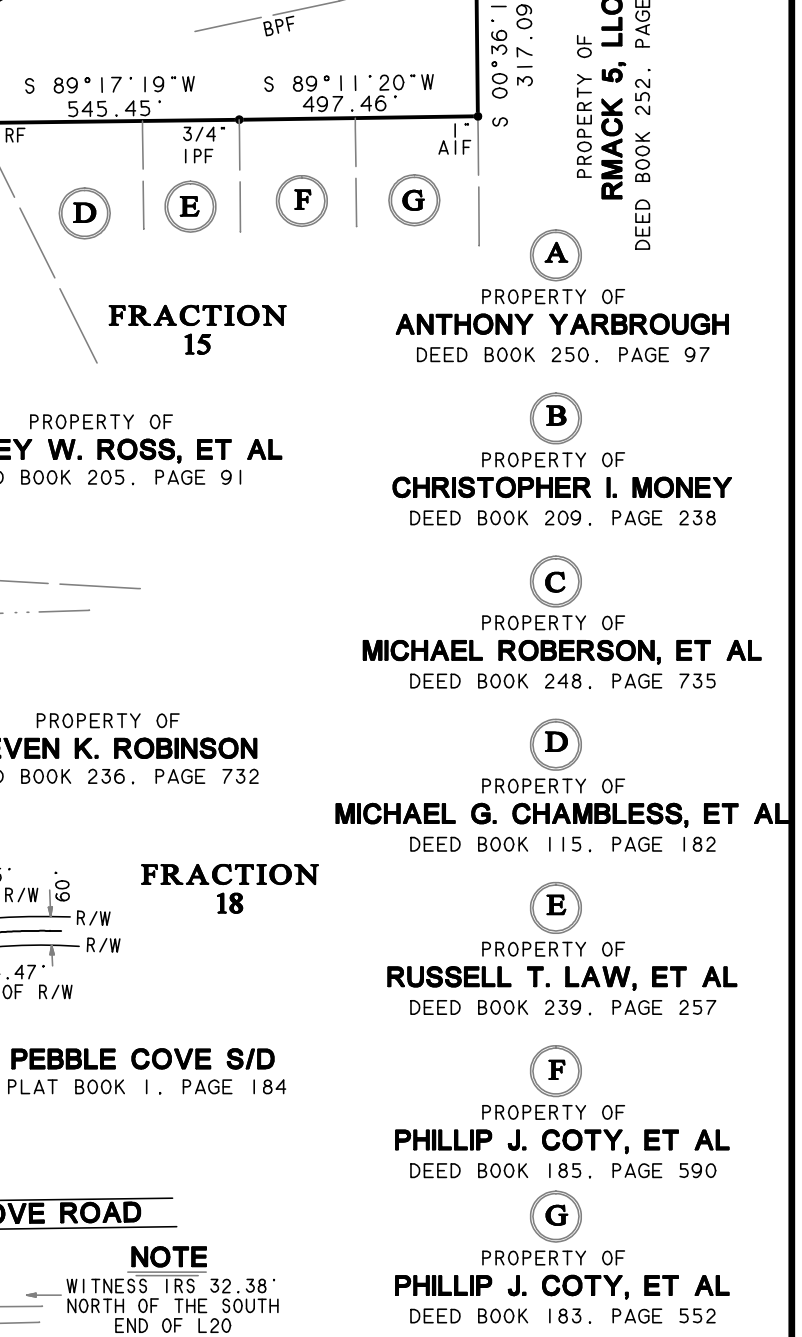 BPF
S 89°17'19"W
545.45'
S 89°11'20"W
497.46'
S 00°36'1
317.09
PROPERTY OF
RMACK 5, LLC
DEED BOOK 252, PAGE
RF
3/4"
IPF
1"
AIF
D
E
F
G
FRACTION
15
EY W. ROSS, ET AL
PROPERTY OF
D BOOK 205, PAGE 91
PROPERTY OF
EVEN K. ROBINSON
D BOOK 236, PAGE 732
FRACTION
18
R/W
60'
R/W
R/W
.47'
OF R/W
PEBBLE COVE S/D
PLAT BOOK 1, PAGE 184
OVE ROAD
NOTE
WITNESS IRS 32.38'
NORTH OF THE SOUTH
END OF L20
A
PROPERTY OF
ANTHONY YARBROUGH
DEED BOOK 250, PAGE 97
B
PROPERTY OF
CHRISTOPHER I. MONEY
DEED BOOK 209, PAGE 238
C
PROPERTY OF
MICHAEL ROBERSON, ET AL
DEED BOOK 248, PAGE 735
D
PROPERTY OF
MICHAEL G. CHAMBLESS, ET AL
DEED BOOK 115, PAGE 182
E
PROPERTY OF
RUSSELL T. LAW, ET AL
DEED BOOK 239, PAGE 257
F
PROPERTY OF
PHILLIP J. COTY, ET AL
DEED BOOK 185, PAGE 590
G
PROPERTY OF
PHILLIP J. COTY, ET AL
DEED BOOK 183, PAGE 552